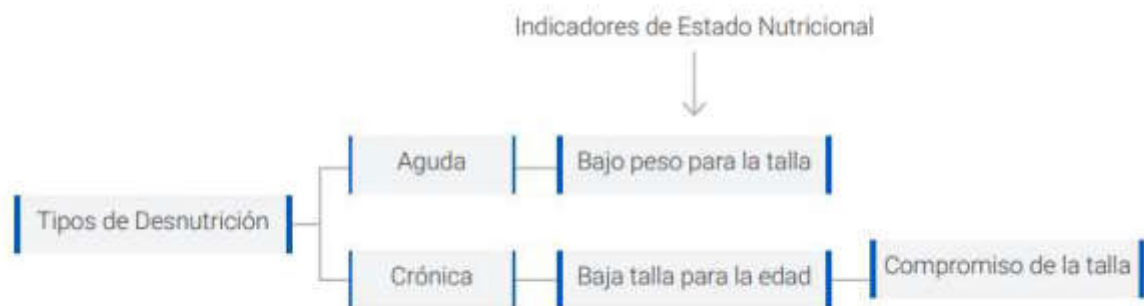 Indicadores de Estado Nutricional
Aguda
Bajo peso para la talla
Tipos de Desnutrición
Crónica
Baja talla para la edad
Compromiso de la talla